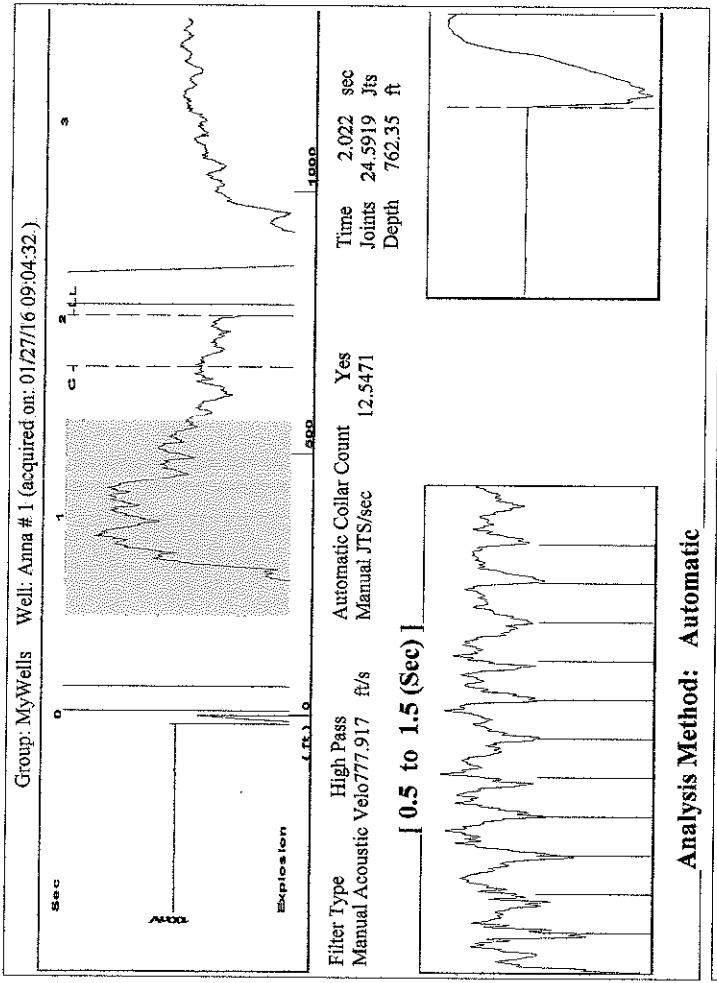 Group: MyWells Well: Anna # 1 (acquired on: 01/27/16 09:04:32 )
Sec
0
1
C
2
LL
3
Explosion
(ft)
0
500
1000
Filter Type High Pass
Manual Acoustic Velo777.917 ft/s
Automatic Collar Count Yes
Manual JTS/sec 12.5471
Time 2.022 sec
Joints 24.5919 Jts
Depth 762.35 ft
[ 0.5 to 1.5 (Sec) ]
Analysis Method: Automatic